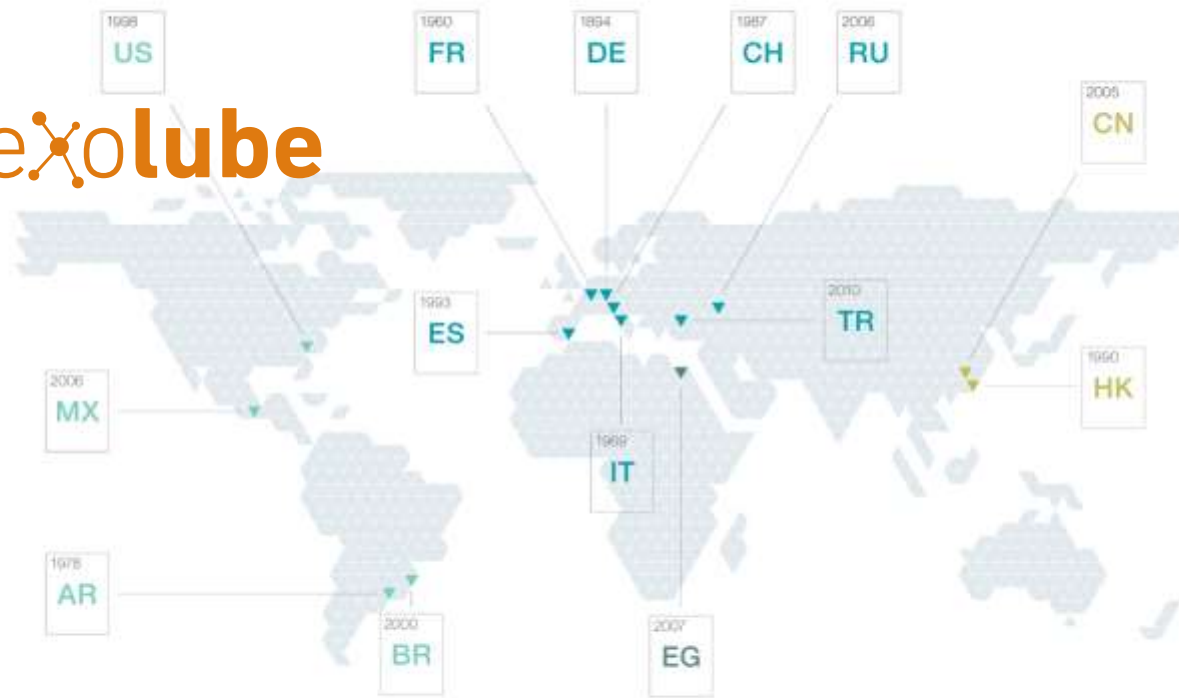 1998
US
1960
FR
1894
DE
1987
CH
2006
RU
2005
CN
exolube
1993
ES
2010
TR
1990
HK
2006
MX
1969
IT
1978
AR
2000
BR
2007
EG